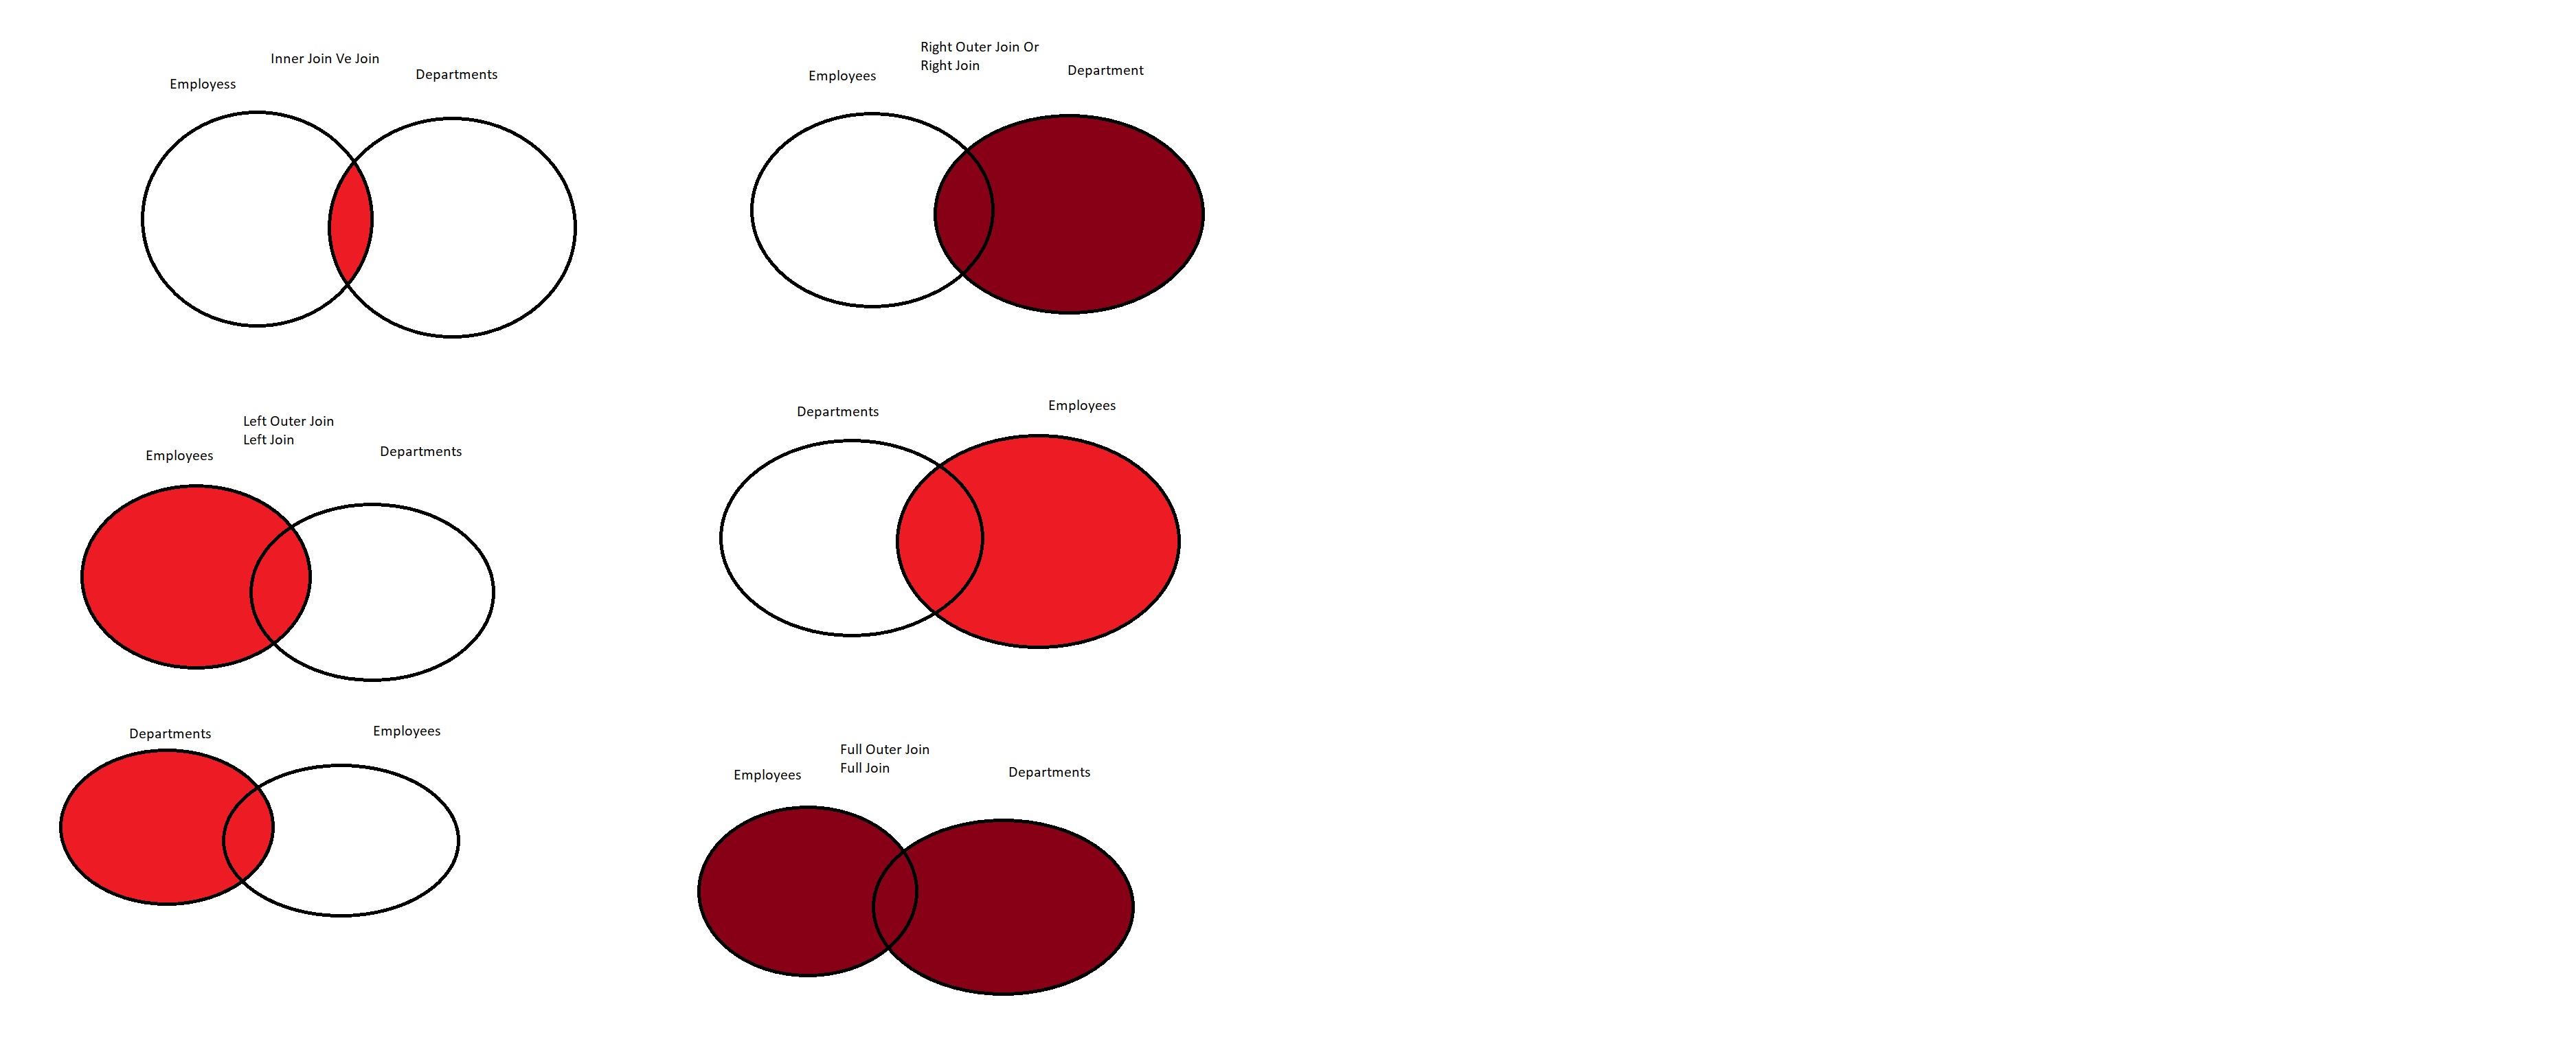 Inner Join Ve Join
Employess
Departments
Right Outer Join Or
Right Join
Employees
Department
Left Outer Join
Left Join
Employees
Departments
Departments
Employees
Departments
Employees
Full Outer Join
Full Join
Employees
Departments